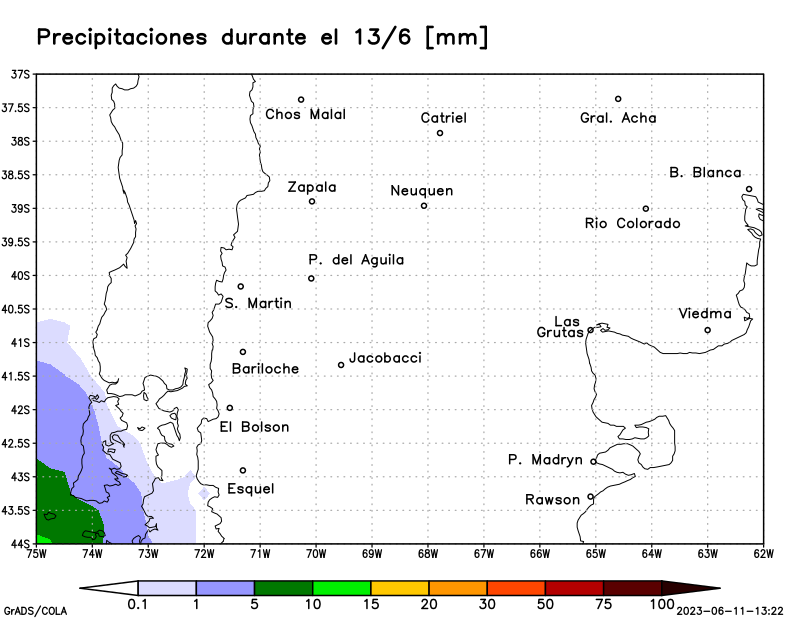 Precipitaciones durante el 13/6 [mm]
37S
37.5S
38S
38.5S
39S
39.5S
40S
40.5S
41S
41.5S
42S
42.5S
43S
43.5S
44S
Chos Malal
Catriel
Gral. Acha
B. Blanca
Zapala
Neuquen
Rio Colorado
P. del Aguila
S. Martin
Viedma
Las
Grutas
Jacobacci
Bariloche
El Bolson
P. Madryn
Esquel
Rawson
75W 74W 73W 72W 71W 70W 69W 68W 67W 66W 65W 64W 63W 62W
0.1 1 5 10 15 20 30 50 75 100
GrADS/COLA 2023-06-11-13:22